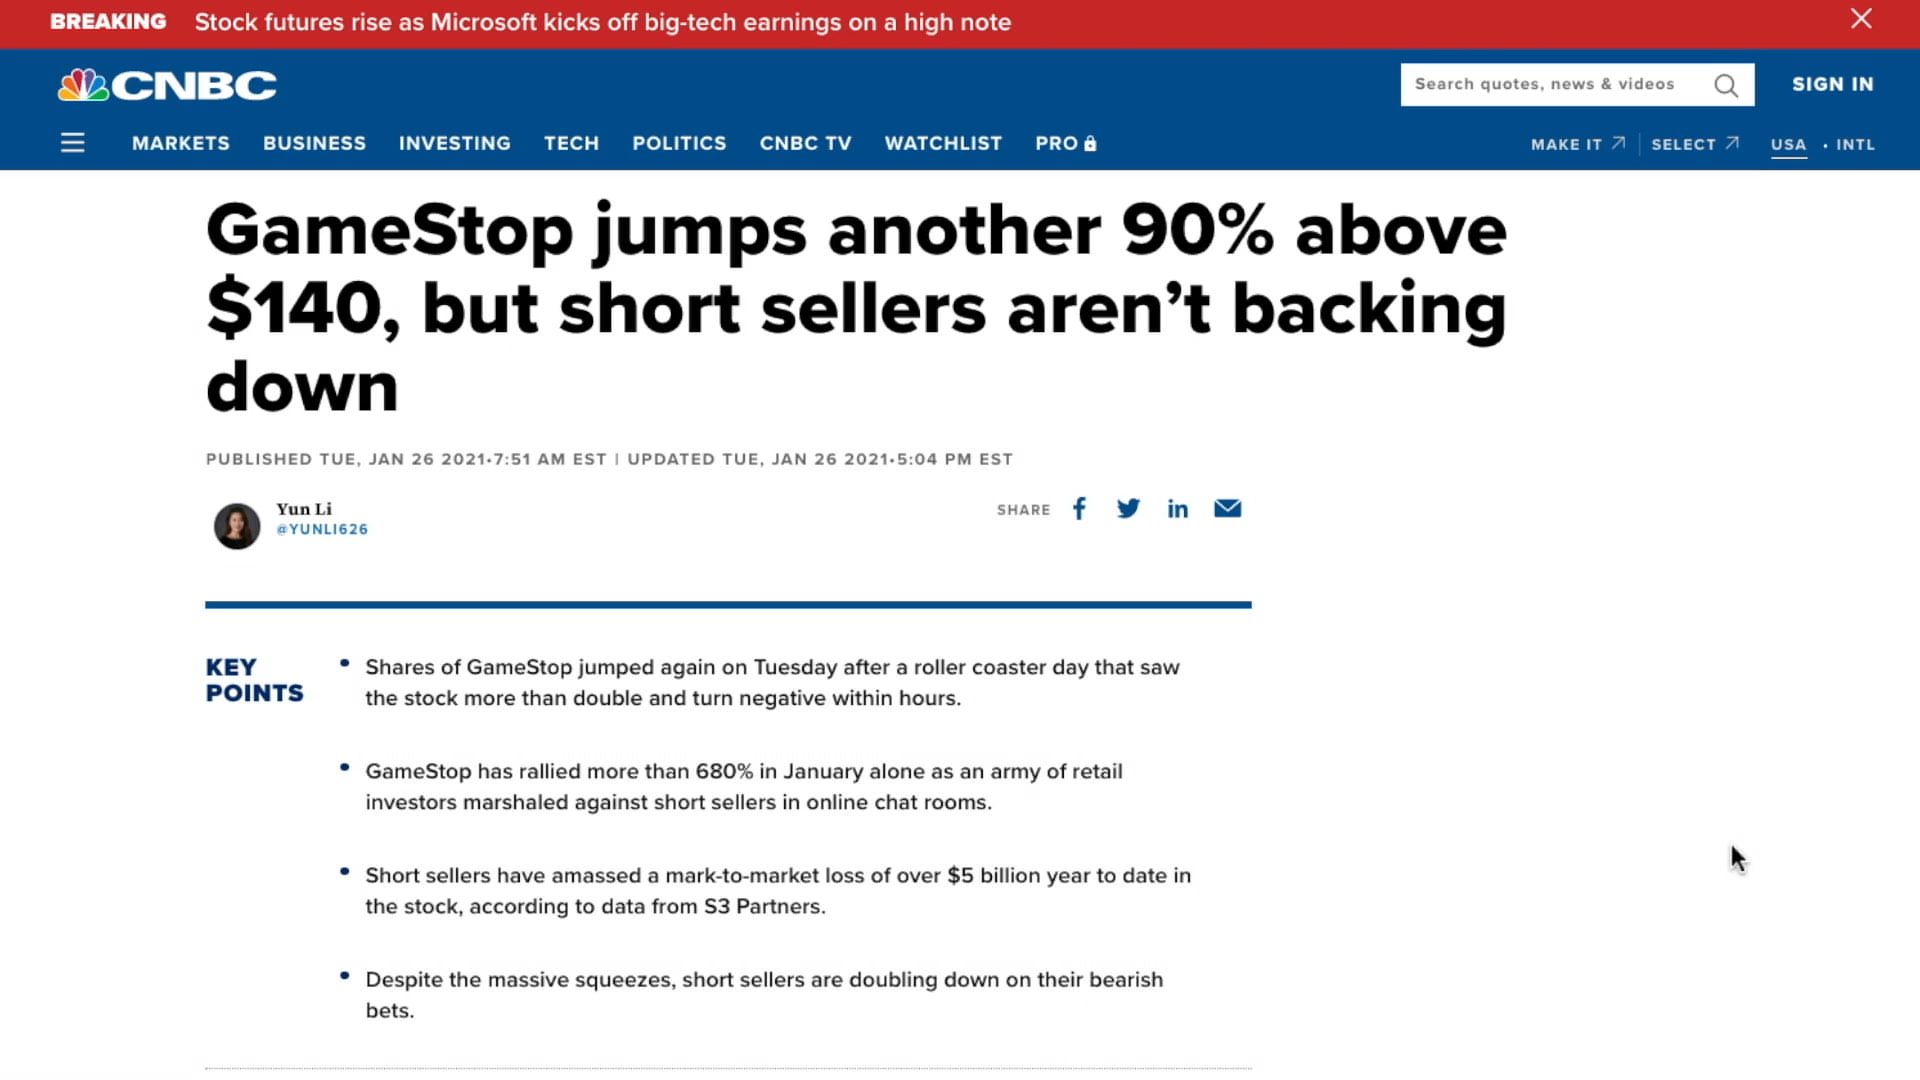 BREAKING Stock futures rise as Microsoft kicks off big-tech earnings on a high note
CNBC
Search quotes, news & videos
SIGN IN
MARKETS BUSINESS INVESTING TECH POLITICS CNBC TV WATCHLIST PRO
MAKE IT SELECT USA • INTL
GameStop jumps another 90% above
$140, but short sellers aren’t backing
down
PUBLISHED TUE, JAN 26 2021•7:51 AM EST | UPDATED TUE, JAN 26 2021•5:04 PM EST
Yun Li
@YUNLI626
SHARE
KEY
POINTS
• Shares of GameStop jumped again on Tuesday after a roller coaster day that saw
the stock more than double and turn negative within hours.
• GameStop has rallied more than 680% in January alone as an army of retail
investors marshaled against short sellers in online chat rooms.
• Short sellers have amassed a mark-to-market loss of over $5 billion year to date in
the stock, according to data from S3 Partners.
• Despite the massive squeezes, short sellers are doubling down on their bearish
bets.